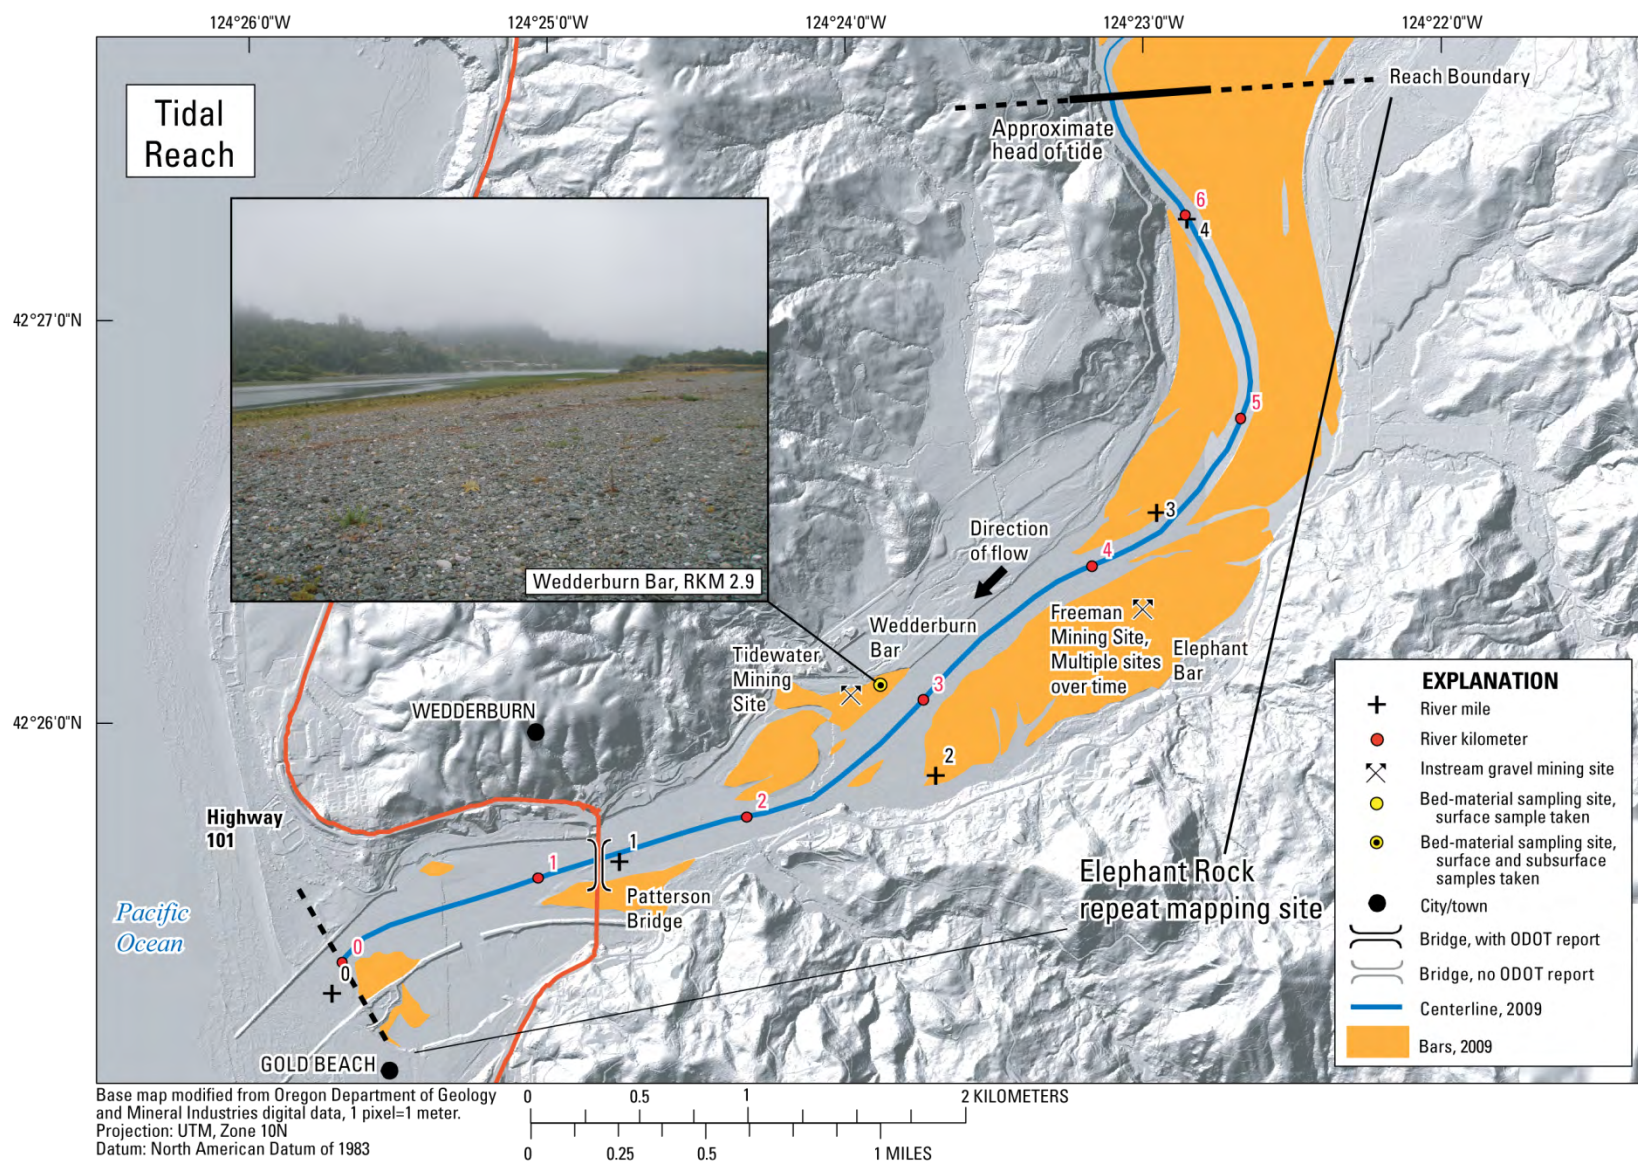 124°26'0"W
124°25'0"W
124°24'0"W
124°23'0"W
124°22'0"W
Tidal
Reach
Reach Boundary
Approximate
head of tide
6
4
42°27'0"N
5
3
Direction
of flow
4
Wedderburn Bar, RKM 2.9
Wedderburn
Bar
Freeman
Mining Site,
Multiple sites
over time
Elephant
Bar
Tidewater
Mining
Site
3
WEDDERBURN
42°26'0"N
2
2
Highway
101
1
1
Patterson
Bridge
Elephant Rock
repeat mapping site
Pacific
Ocean
0
0
GOLD BEACH
EXPLANATION
River mile
River kilometer
Instream gravel mining site
Bed-material sampling site,
surface sample taken
Bed-material sampling site,
surface and subsurface
samples taken
City/town
Bridge, with ODOT report
Bridge, no ODOT report
Centerline, 2009
Bars, 2009
Base map modified from Oregon Department of Geology
and Mineral Industries digital data, 1 pixel=1 meter.
Projection: UTM, Zone 10N
Datum: North American Datum of 1983
0 0.5 1 2 KILOMETERS
0 0.25 0.5 1 MILES